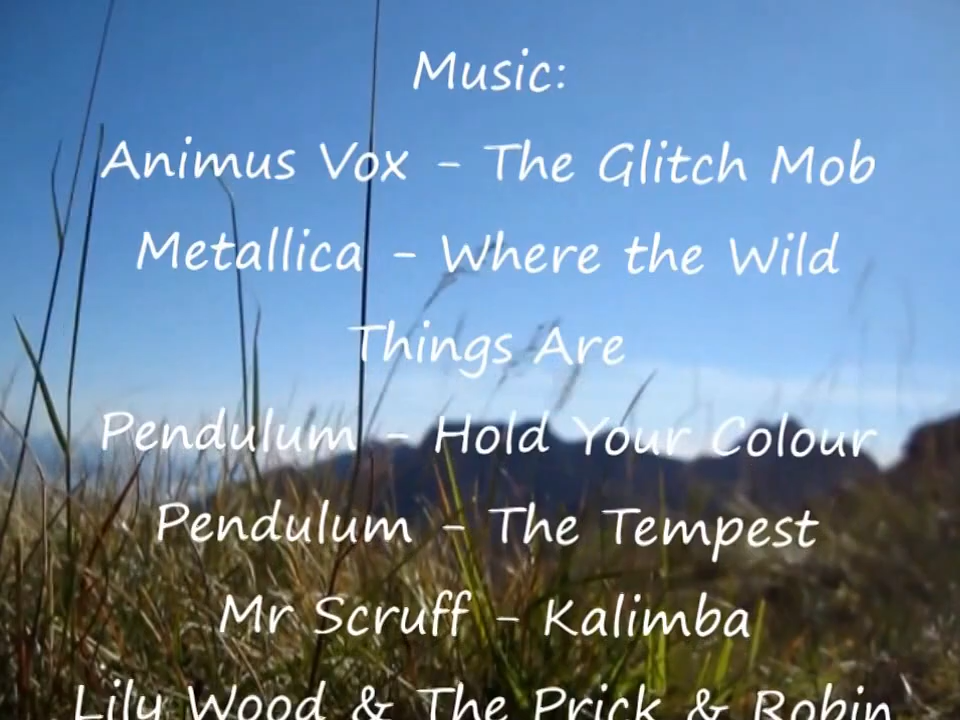 Music:
Animus Vox - The Glitch Mob
Metallica - Where the Wild
Things Are
Pendulum - Hold Your Colour
Pendulum - The Tempest
Mr Scruff - Kalimba
Lily Wood & The Prick & Robin